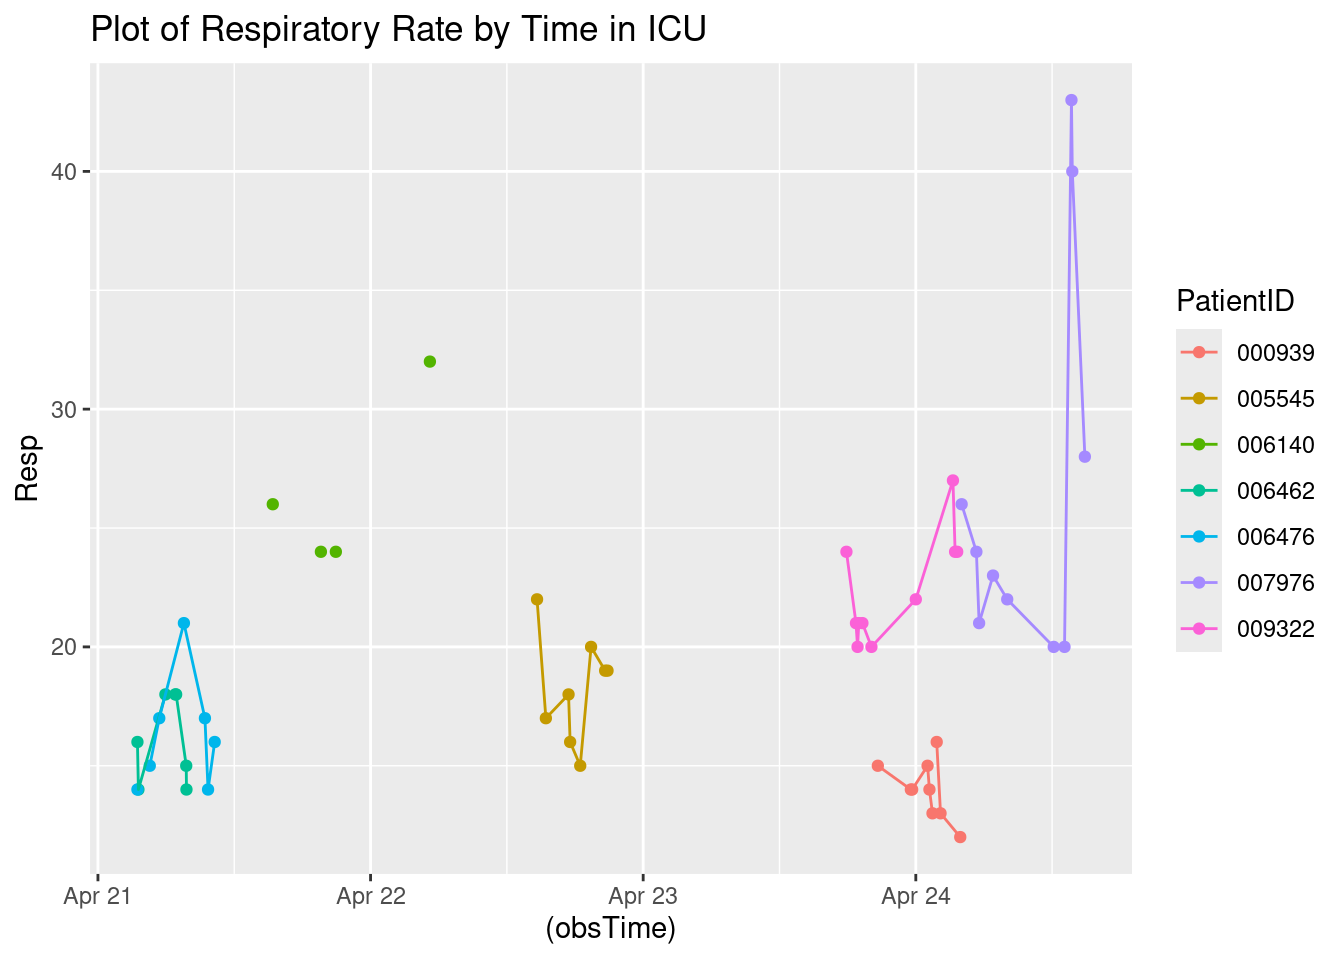 Plot of Respiratory Rate by Time in ICU
40
30
20
Resp
Apr 21
Apr 22
Apr 23
Apr 24
(obsTime)
PatientID
000939
005545
006140
006462
006476
007976
009322